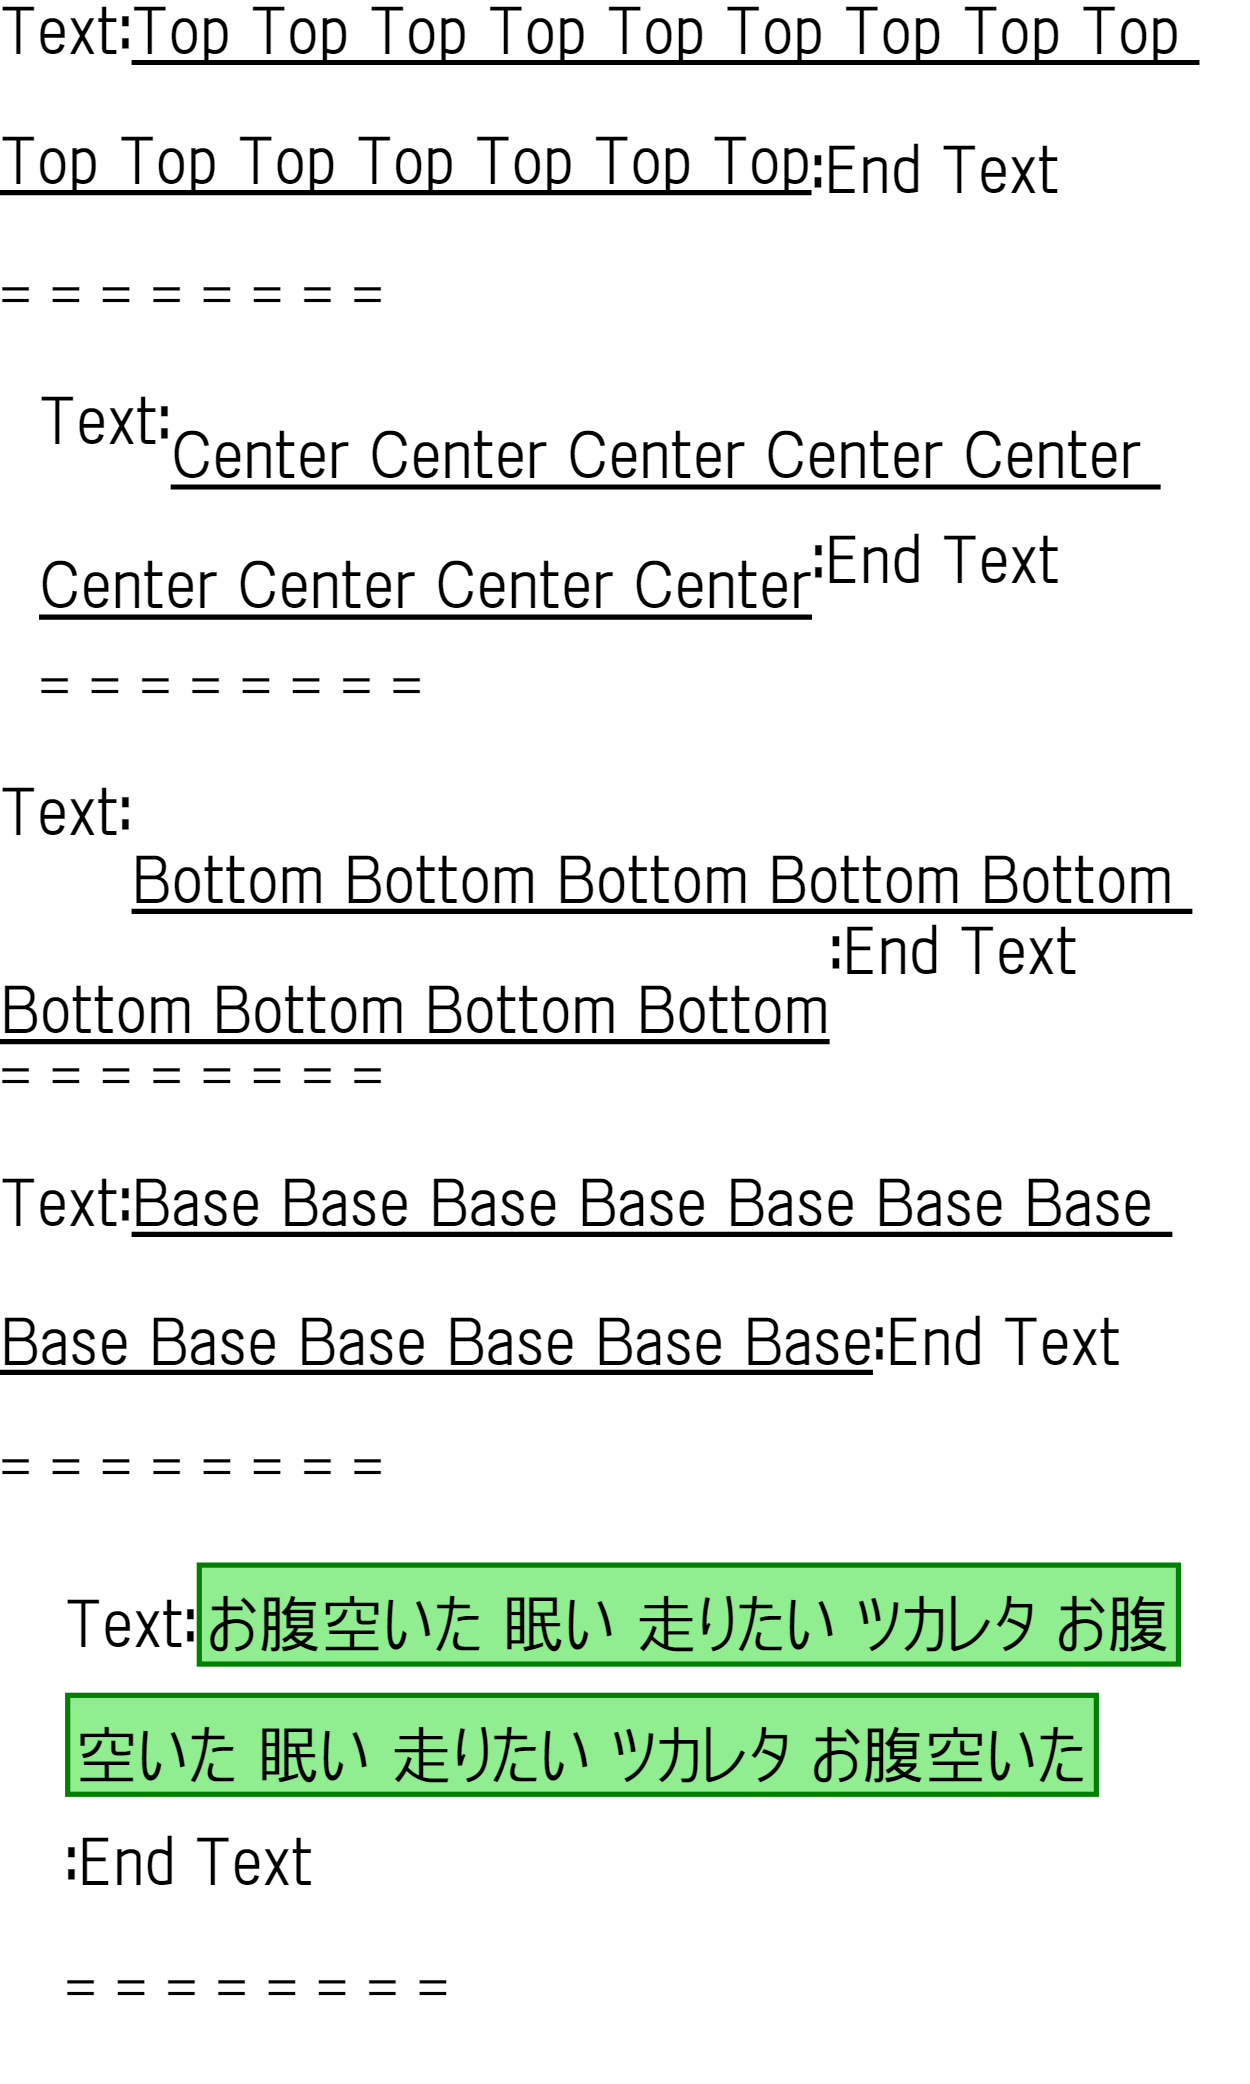 Text:Top Top Top Top Top Top Top Top Top
Top Top Top Top Top Top Top:End Text
= = = = = = = =
Text:Center Center Center Center Center
Center Center Center Center:End Text
= = = = = = = =
Text:
Bottom Bottom Bottom Bottom Bottom
:End Text
Bottom Bottom Bottom Bottom
= = = = = = = =
Text:Base Base Base Base Base Base Base
Base Base Base Base Base Base:End Text
= = = = = = = =
Text:お腹空いた 眠い 走りたい ツカレタ お腹
空いた 眠い 走りたい ツカレタ お腹空いた
:End Text
= = = = = = = =